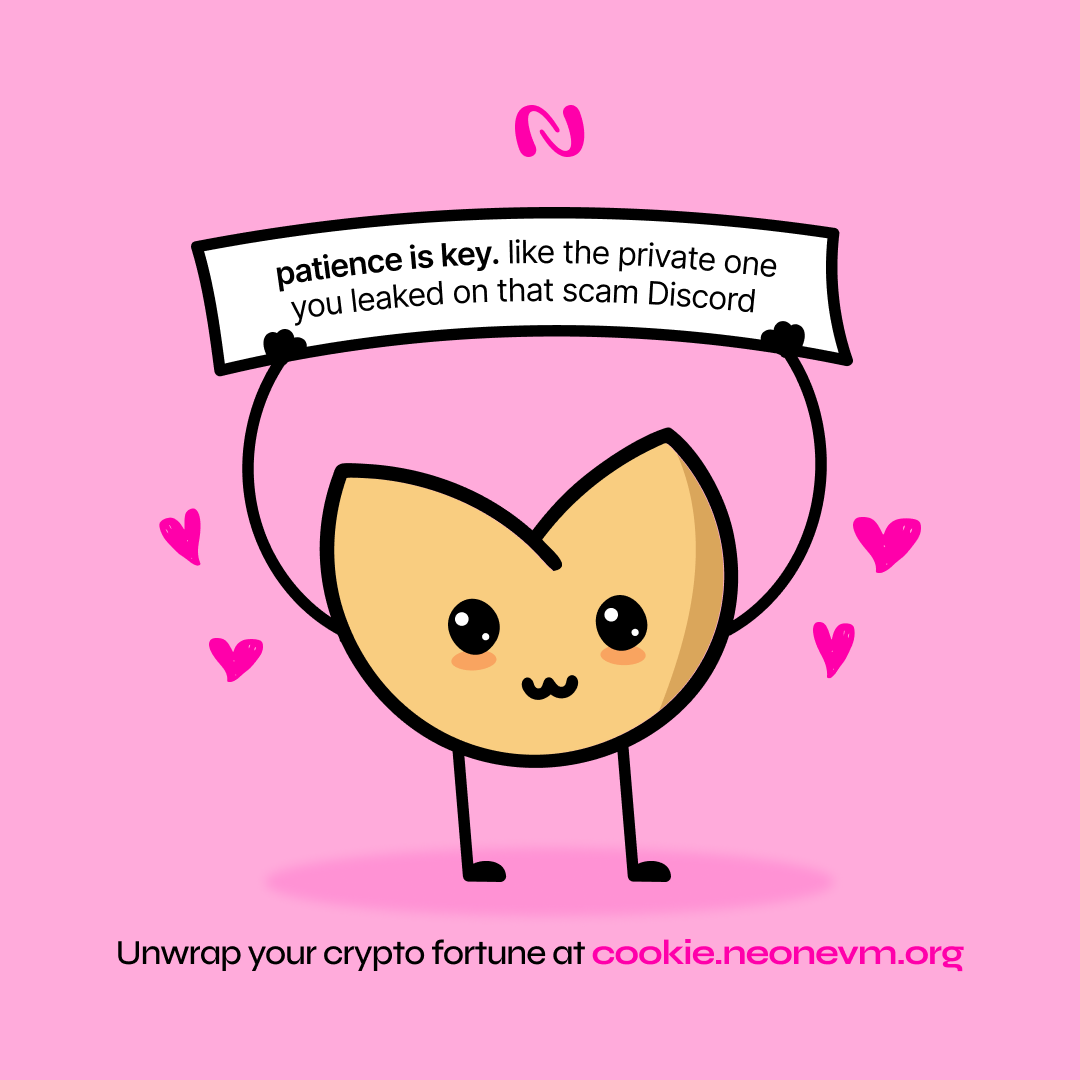 patience is key. like the private one
you leaked on that scam Discord
Unwrap your crypto fortune at cookie.neonevm.org